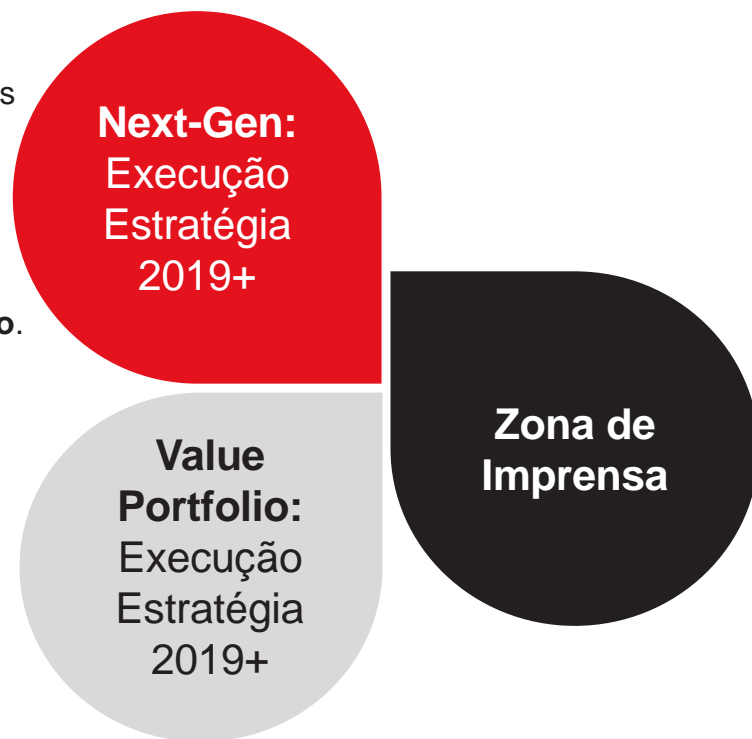 s
Next-Gen:
Execução
Estratégia
2019+
o.
Zona de
Imprensa
Value
Portfolio:
Execução
Estratégia
2019+